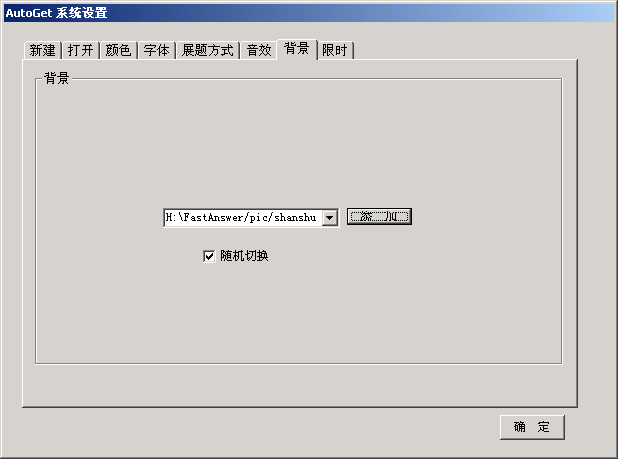 AutoGet 系统设置
新建 打开 颜色 字体 展题方式 音效 背景 限时
背景
H:\FastAnswer/pic/shanshu 添 加
随机切换
确 定